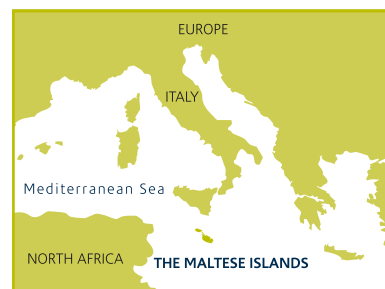 EUROPE
ITALY
Mediterranean Sea
NORTH AFRICA
THE MALTESE ISLANDS